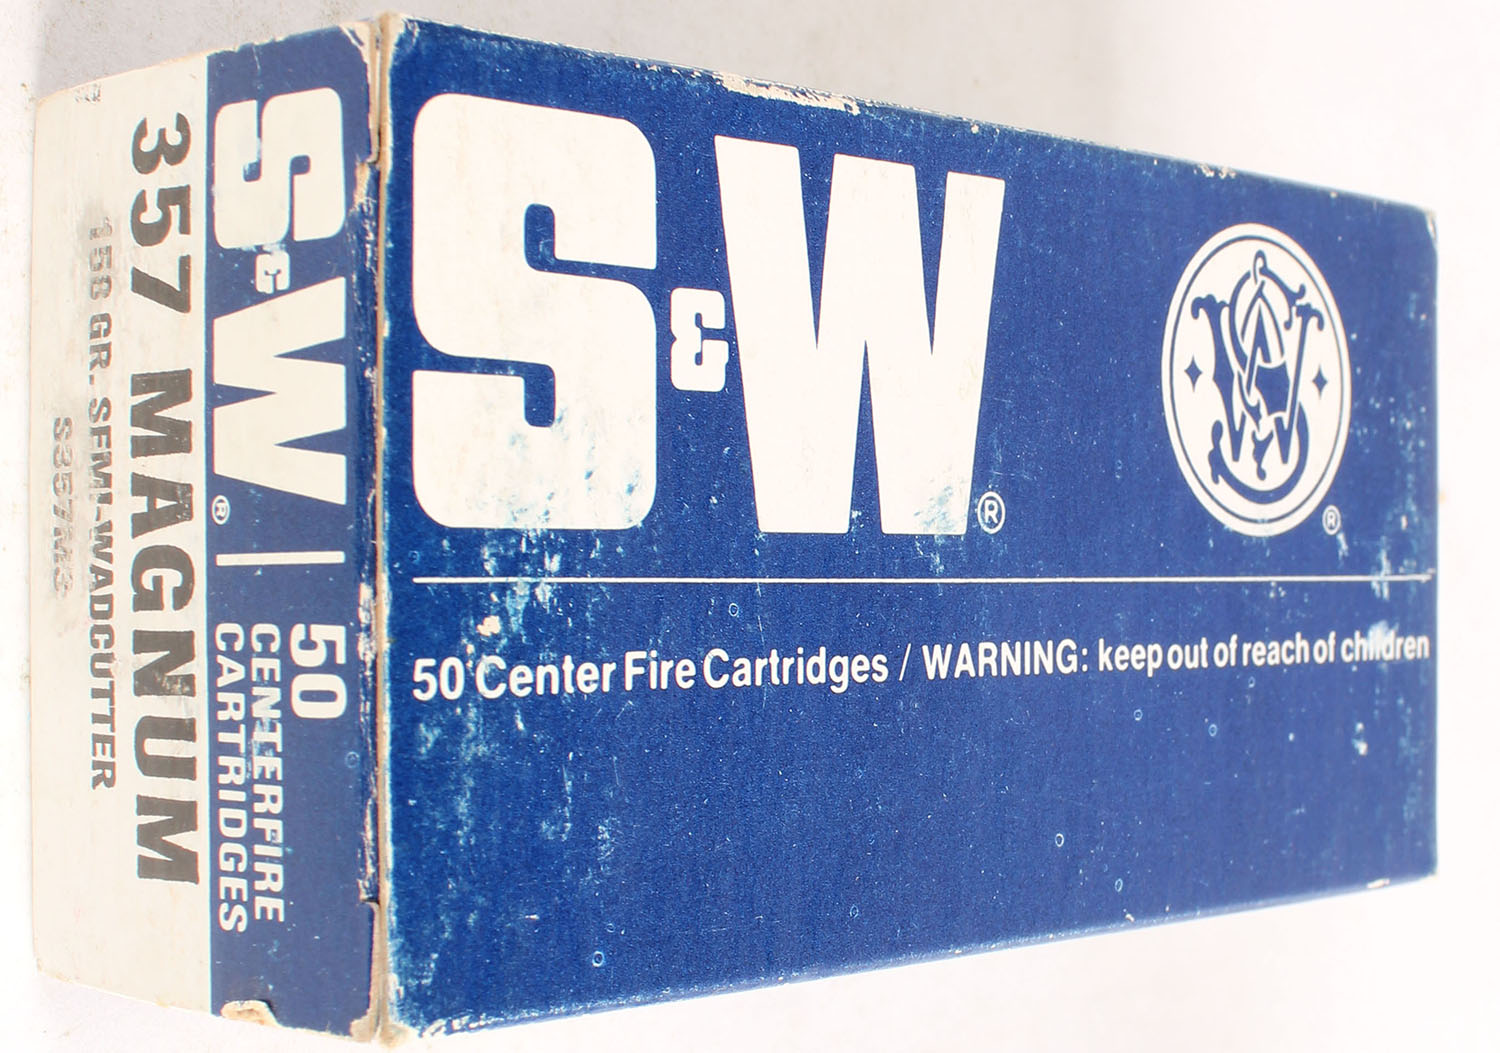 S&W®
50 Center Fire Cartridges / WARNING: keep out of reach of children
®
S&W® | 50
CENTERFIRE
CARTRIDGES
357 MAGNUM
158 GR. SEMI-WADCUTTER